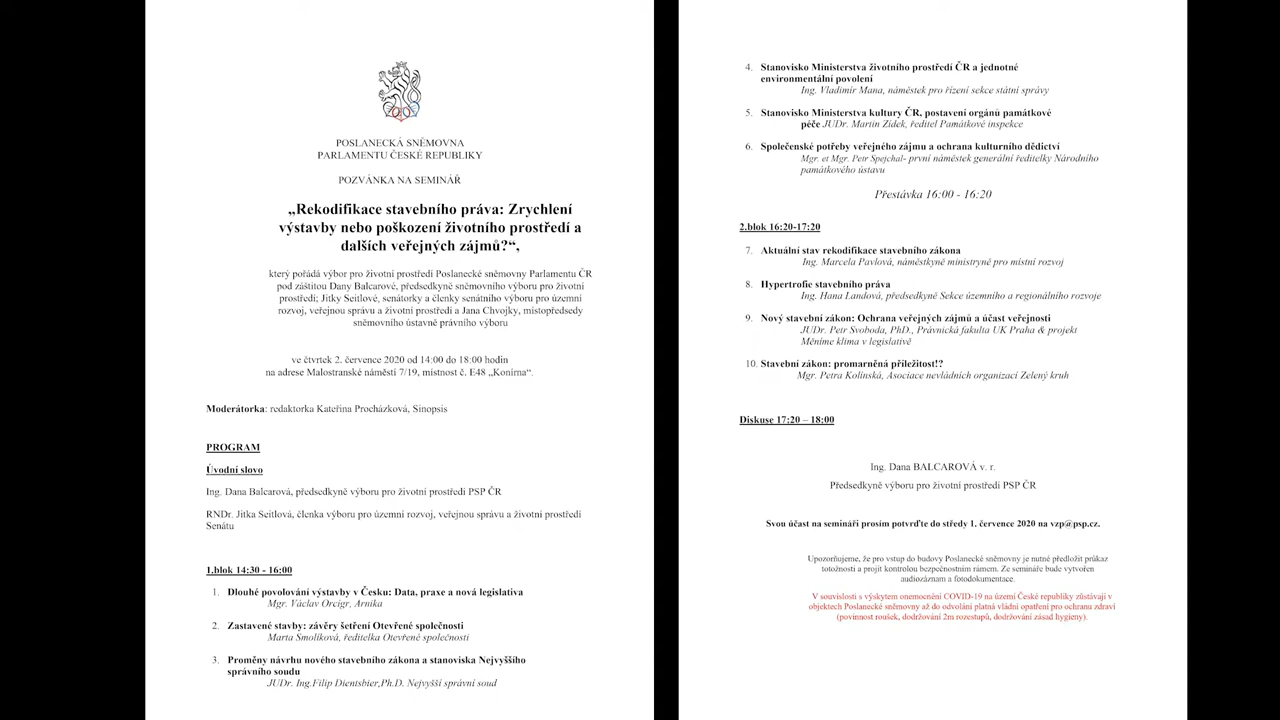 POSLANECKÁ SNĚMOVNA
PARLAMENTU ČESKÉ REPUBLIKY
POZVÁNKA NA SEMINÁŘ
„Rekodifikace stavebního práva: Zrychlení
výstavby nebo poškození životního prostředí a
dalších veřejných zájmů?“,
který pořádá výbor pro životní prostředí Poslanecké sněmovny Parlamentu ČR
pod záštitou Dany Balcarové, předsedkyně sněmovního výboru pro životní
prostředí; Jitky Seitlové, senátorky a členky senátního výboru pro územní
rozvoj, veřejnou správu a životní prostředí a Jana Chvojky, místopředsedy
sněmovního ústavně právního výboru
ve čtvrtek 2. července 2020 od 14:00 do 18:00 hodin
na adrese Malostranské náměstí 7/19, místnost č. E48 „Konírna“.
Moderátorka: redaktorka Kateřina Procházková, Sinopsis
PROGRAM
Úvodní slovo
Ing. Dana Balcarová, předsedkyně výboru pro životní prostředí PSP ČR
RNDr. Jitka Seitlová, členka výboru pro územní rozvoj, veřejnou správu a životní prostředí
Senátu
1.blok 14:30 - 16:00
1. Dlouhé povolování výstavby v Česku: Data, praxe a nová legislativa
Mgr. Václav Orcígr, Arnika
2. Zastavené stavby: závěry šetření Otevřené společnosti
Marta Smolíková, ředitelka Otevřené společnosti
3. Proměny návrhu nového stavebního zákona a stanoviska Nejvyššího
správního soudu
JUDr. Ing.Filip Dientsbier,Ph.D. Nejvyšší správní soud
4. Stanovisko Ministerstva životního prostředí ČR a jednotné
environmentální povolení
Ing. Vladimír Mana, náměstek pro řízení sekce státní správy
5. Stanovisko Ministerstva kultury ČR, postavení orgánů památkové
péče JUDr. Martin Zídek, ředitel Památkové inspekce
6. Společenské potřeby veřejného zájmu a ochrana kulturního dědictví
Mgr. et Mgr. Petr Spejchal- první náměstek generální ředitelky Národního
památkového ústavu
Přestávka 16:00 - 16:20
2.blok 16:20-17:20
7. Aktuální stav rekodifikace stavebního zákona
Ing. Marcela Pavlová, náměstkyně ministryně pro místní rozvoj
8. Hypertrofie stavebního práva
Ing. Hana Landová, předsedkyně Sekce územního a regionálního rozvoje
9. Nový stavební zákon: Ochrana veřejných zájmů a účast veřejnosti
JUDr. Petr Svoboda, PhD., Právnická fakulta UK Praha & projekt
Měníme klima v legislativě
10. Stavební zákon: promarněná příležitost!?
Mgr. Petra Kolínská, Asociace nevládních organizací Zelený kruh
Diskuse 17:20 – 18:00
Ing. Dana BALCAROVÁ v. r.
Předsedkyně výboru pro životní prostředí PSP ČR
Svou účast na semináři prosím potvrďte do středy 1. července 2020 na vzp@psp.cz.
Upozorňujeme, že pro vstup do budovy Poslanecké sněmovny je nutné předložit průkaz
totožnosti a projít kontrolou bezpečnostním rámem. Ze semináře bude vytvořen
audiozáznam a fotodokumentace.
V souvislosti s výskytem onemocnění COVID-19 na území České republiky zůstávají v
objektech Poslanecké sněmovny až do odvolání platná vládní opatření pro ochranu zdraví
(povinnost roušek, dodržování 2m rozestupů, dodržování zásad hygieny).